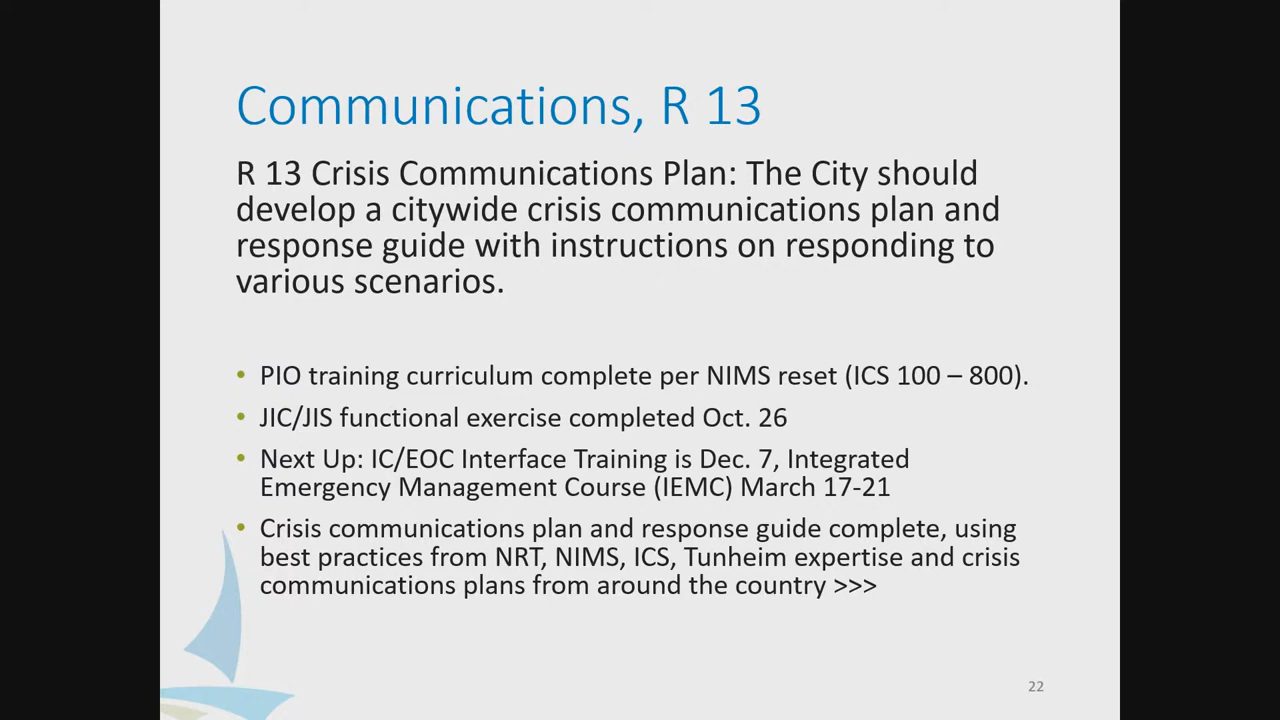 Communications, R 13
R 13 Crisis Communications Plan: The City should
develop a citywide crisis communications plan and
response guide with instructions on responding to
various scenarios.
• PIO training curriculum complete per NIMS reset (ICS 100 – 800).
• JIC/JIS functional exercise completed Oct. 26
• Next Up: IC/EOC Interface Training is Dec. 7, Integrated
Emergency Management Course (IEMC) March 17-21
• Crisis communications plan and response guide complete, using
best practices from NRT, NIMS, ICS, Tunheim expertise and crisis
communications plans from around the country >>>
22